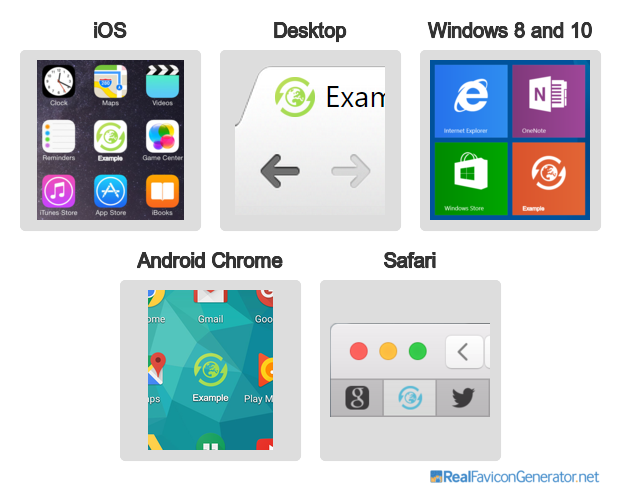 iOS
Desktop
Windows 8 and 10
Clock
Maps
Videos
Reminders
Example
Game Center
iTunes Store
App Store
iBooks
Exam
Internet Explorer
OneNote
Windows Store
Example
Android Chrome
Safari
ome
Gmail
Goo
aps
Example
Play M
RealFaviconGenerator.net